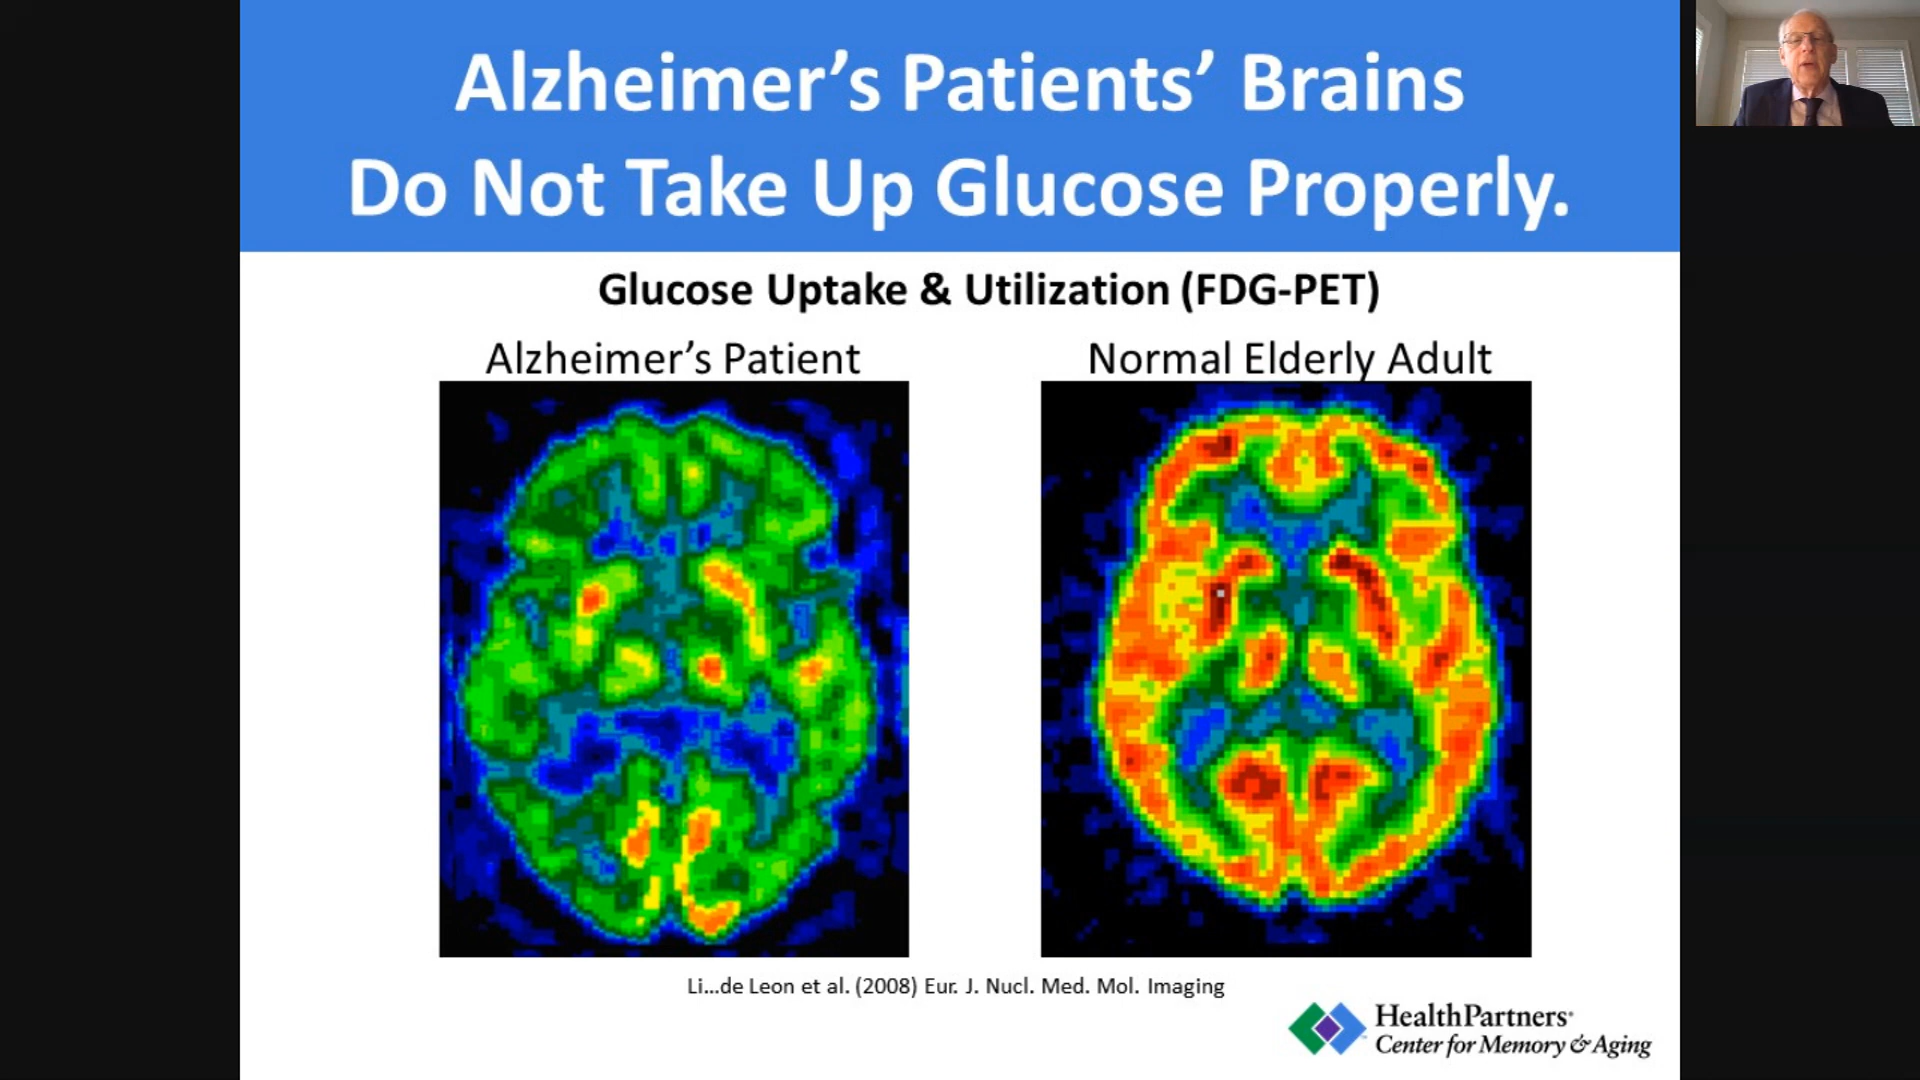 Alzheimer’s Patients’ Brains
Do Not Take Up Glucose Properly.
Glucose Uptake & Utilization (FDG-PET)
Alzheimer’s Patient
Normal Elderly Adult
Li...de Leon et al. (2008) Eur. J. Nucl. Med. Mol. Imaging
HealthPartners®
Center for Memory & Aging